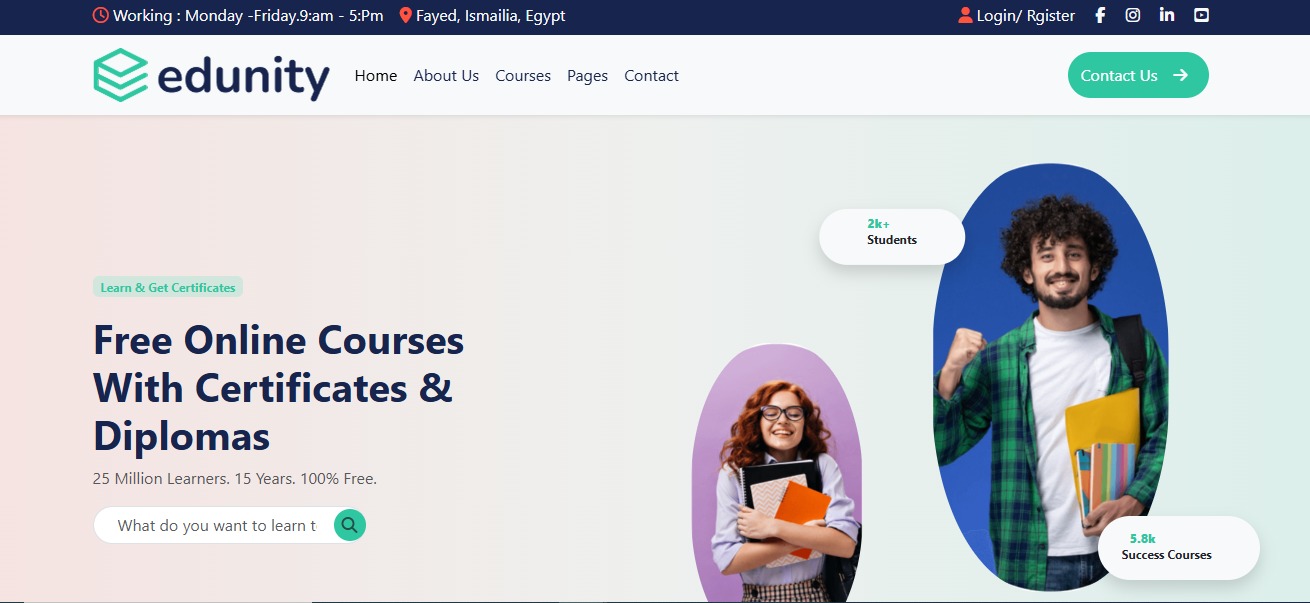 Working : Monday -Friday.9:am - 5:Pm
Fayed, Ismailia, Egypt
Login/ Rgister
edunity
Home
About Us
Courses
Pages
Contact
Contact Us
2k+
Students
Learn & Get Certificates
Free Online Courses
With Certificates &
Diplomas
25 Million Learners. 15 Years. 100% Free.
What do you want to learn t
5.8k
Success Courses